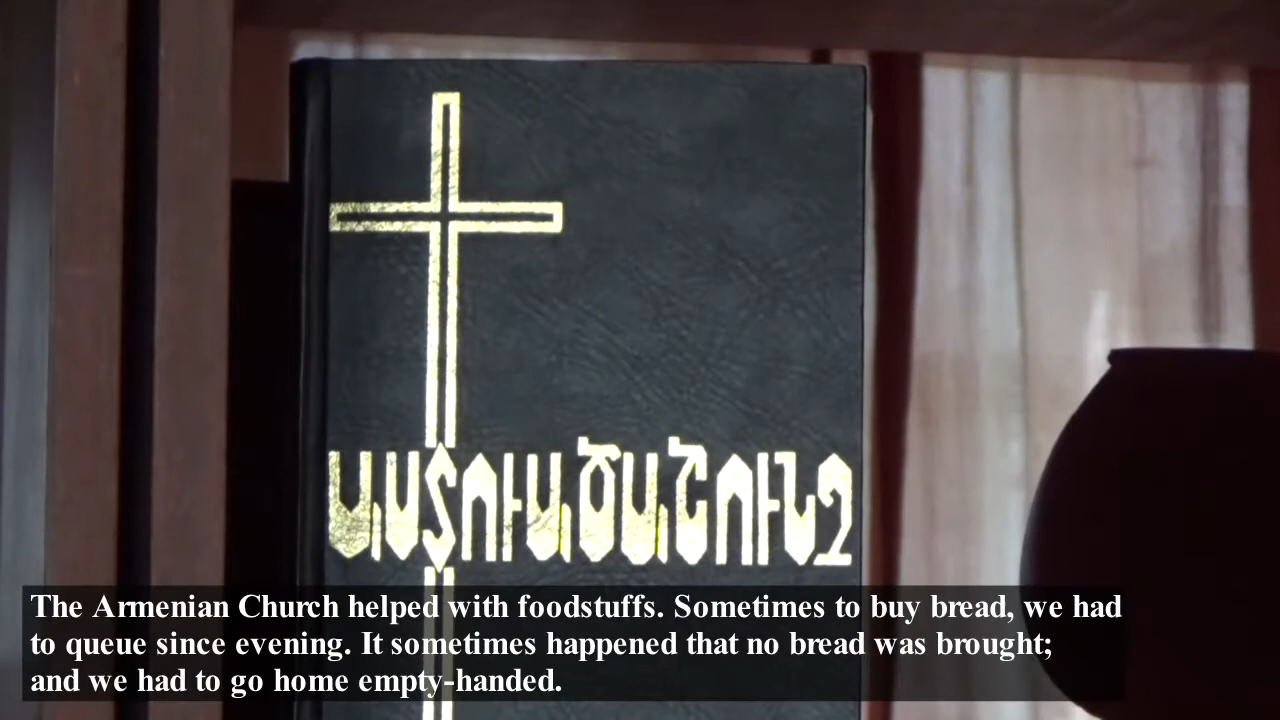 ԱՍՏՈՒԱԾԱՇՈՒՆՉ
The Armenian Church helped with foodstuffs. Sometimes to buy bread, we had
to queue since evening. It sometimes happened that no bread was brought;
and we had to go home empty-handed.